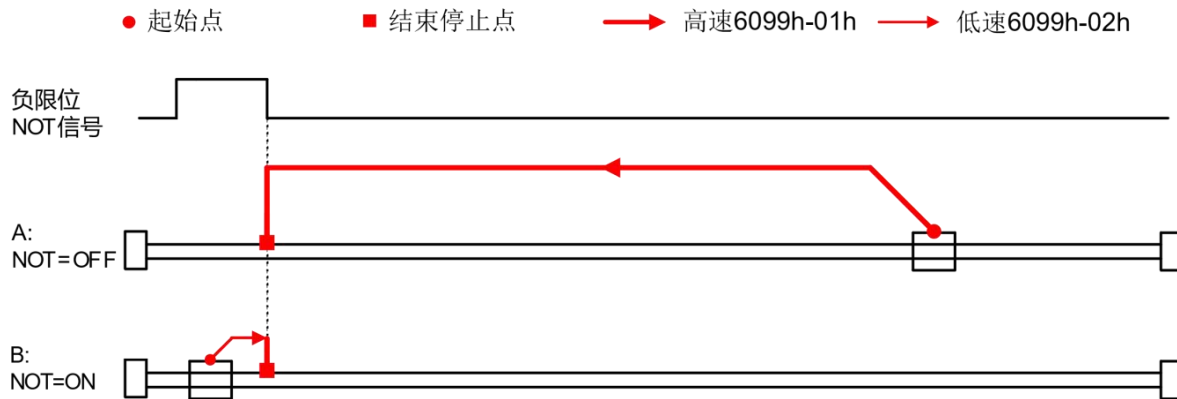 起始点 结束停止点 高速6099h-01h 低速6099h-02h
负限位
NOT信号
A:
NOT=OFF
B:
NOT=ON